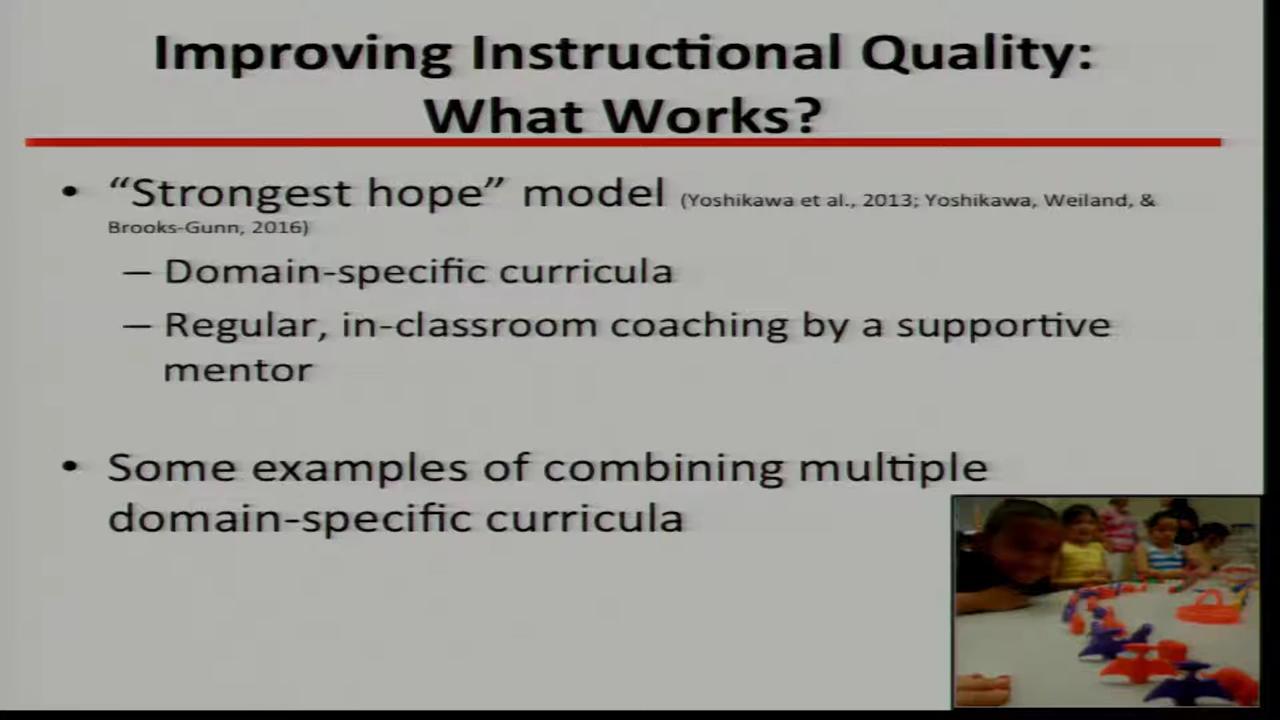 Improving Instructional Quality:
What Works?
• “Strongest hope” model (Yoshikawa et al., 2013; Yoshikawa, Weiland, &
Brooks-Gunn, 2016)
– Domain-specific curricula
– Regular, in-classroom coaching by a supportive
mentor
• Some examples of combining multiple
domain-specific curricula